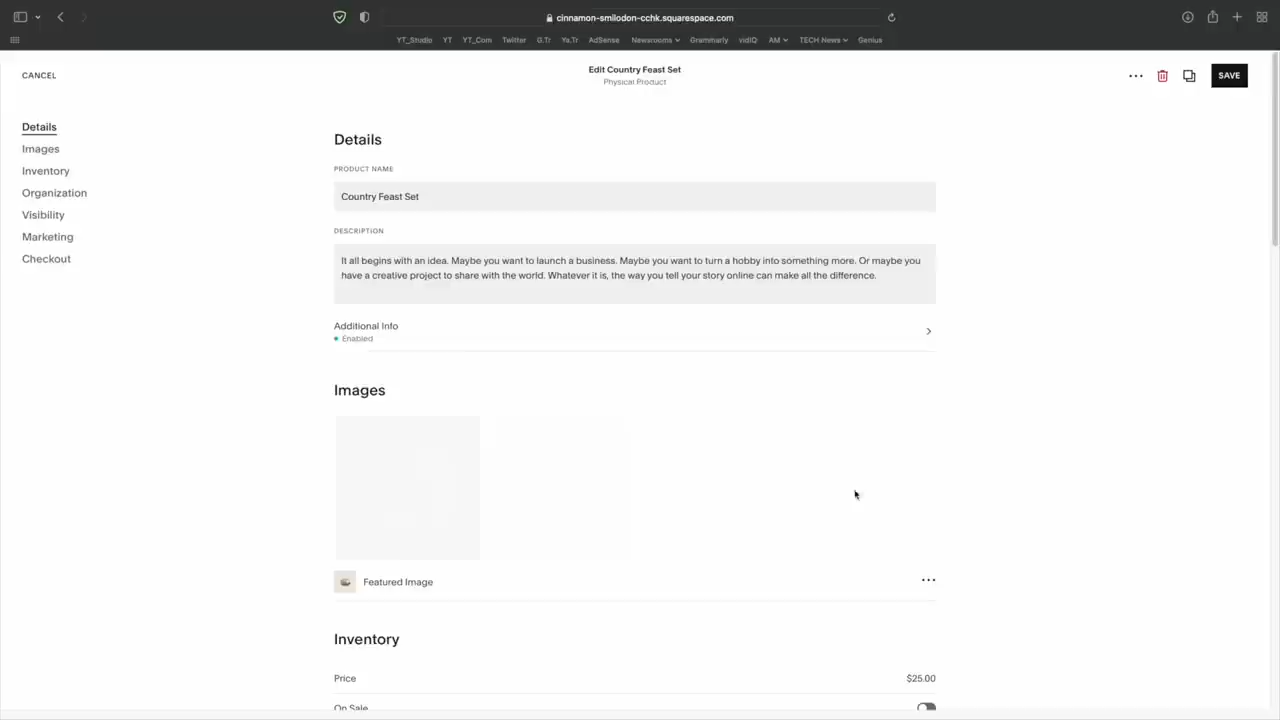 cinnamon-smilodon-cchk.squarespace.com
YT_Studio YT YT_Com Twitter G.Tr Ya.Tr AdSense Newsrooms Grammarly vidIQ AM TECH News Genius
CANCEL
Edit Country Feast Set
Physical Product
SAVE
Details
Images
Inventory
Organization
Visibility
Marketing
Checkout
Details
PRODUCT NAME
Country Feast Set
DESCRIPTION
It all begins with an idea. Maybe you want to launch a business. Maybe you want to turn a hobby into something more. Or maybe you
have a creative project to share with the world. Whatever it is, the way you tell your story online can make all the difference.
Additional Info
Enabled
Images
Featured Image
Inventory
Price $25.00
On Sale